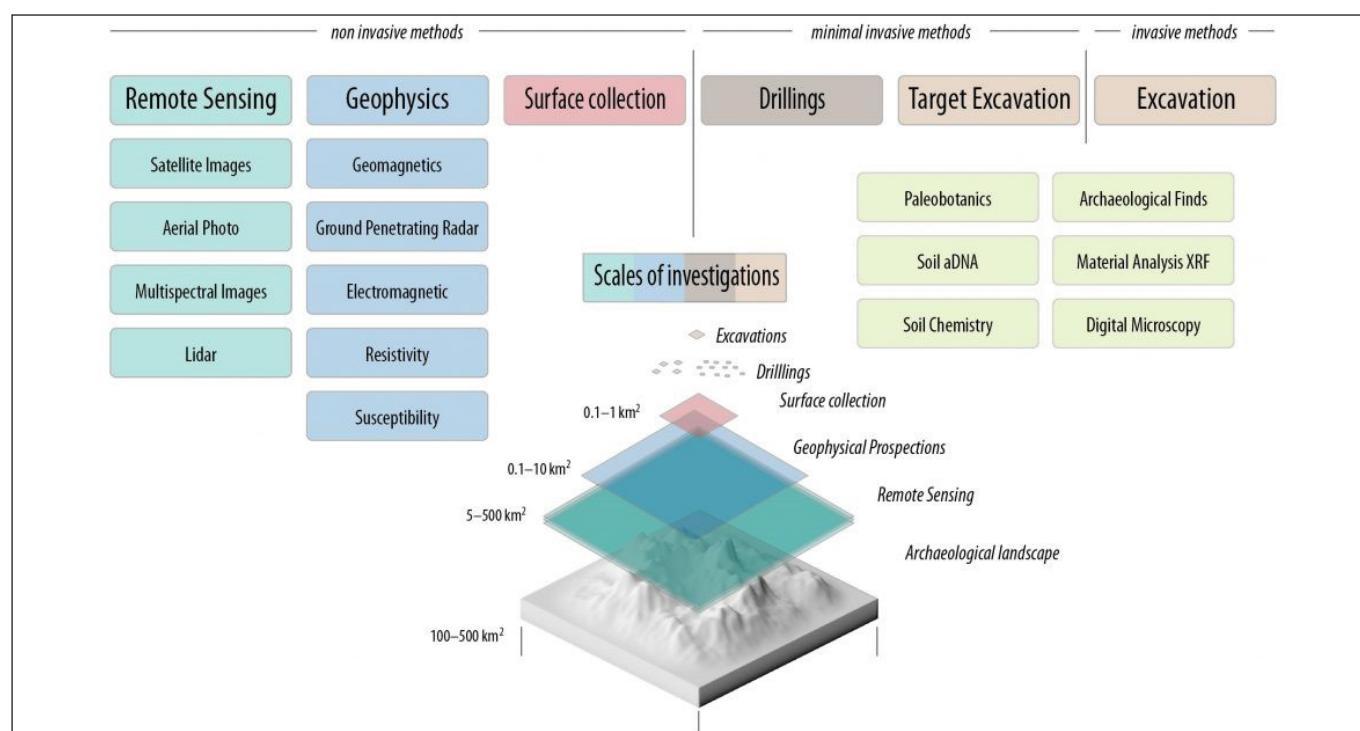 non invasive methods
minimal invasive methods
invasive methods
Remote Sensing
Geophysics
Surface collection
Drillings
Target Excavation
Excavation
Satellite Images
Geomagnetics
Aerial Photo
Ground Penetrating Radar
Multispectral Images
Electromagnetic
Lidar
Resistivity
Susceptibility
Paleobotanics
Archaeological Finds
Soil aDNA
Material Analysis XRF
Soil Chemistry
Digital Microscopy
Scales of investigations
Excavations
Drilllings
Surface collection
0.1–1 km²
Geophysical Prospections
0.1–10 km²
Remote Sensing
5–500 km²
Archaeological landscape
100–500 km²